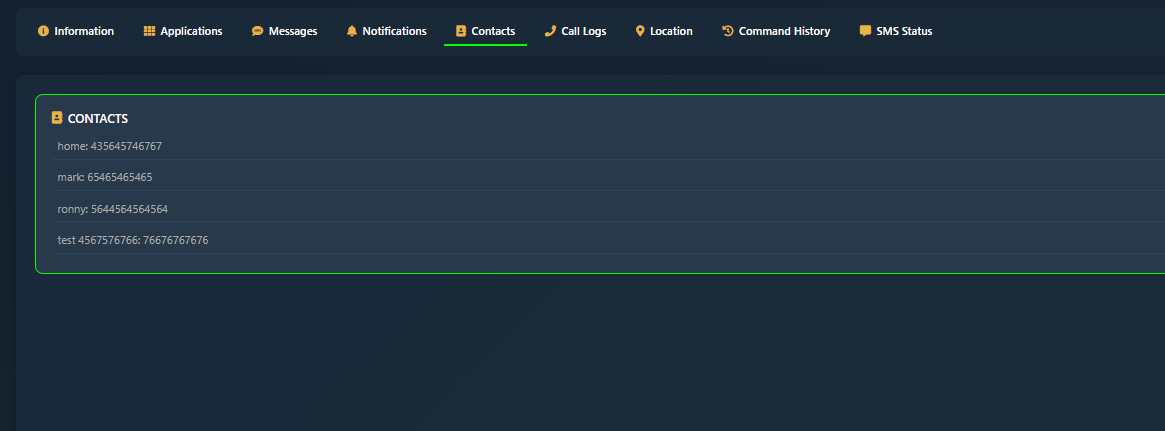 Information Applications Messages Notifications Contacts Call Logs Location Command History SMS Status
CONTACTS
home: 435645746767
mark: 65465465465
ronny: 5644564564564
test 4567576766: 76676767676